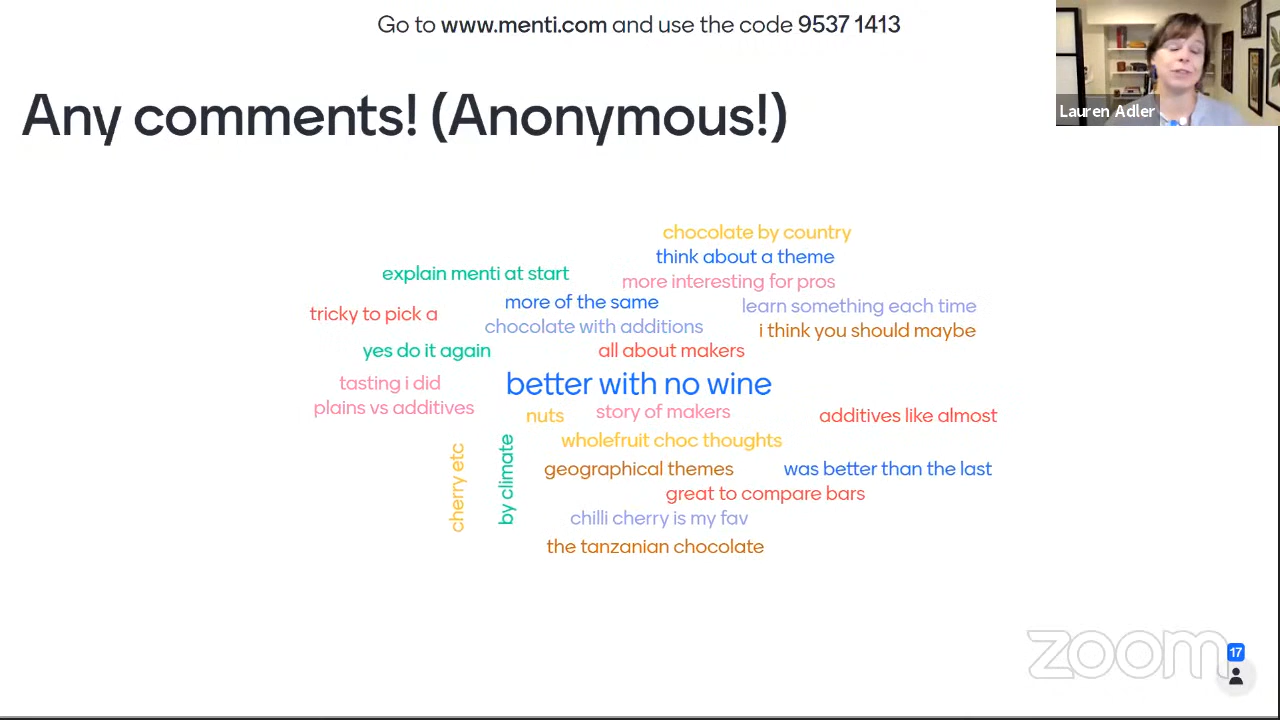 Go to www.menti.com and use the code 9537 1413
Lauren Adler
Any comments! (Anonymous!)
chocolate by country
think about a theme
explain menti at start
more interesting for pros
more of the same
learn something each time
tricky to pick a
chocolate with additions
i think you should maybe
yes do it again
all about makers
tasting i did
better with no wine
plains vs additives
nuts
story of makers
additives like almost
cherry etc
by climate
wholefruit choc thoughts
geographical themes
was better than the last
great to compare bars
chilli cherry is my fav
the tanzanian chocolate
zoom
17